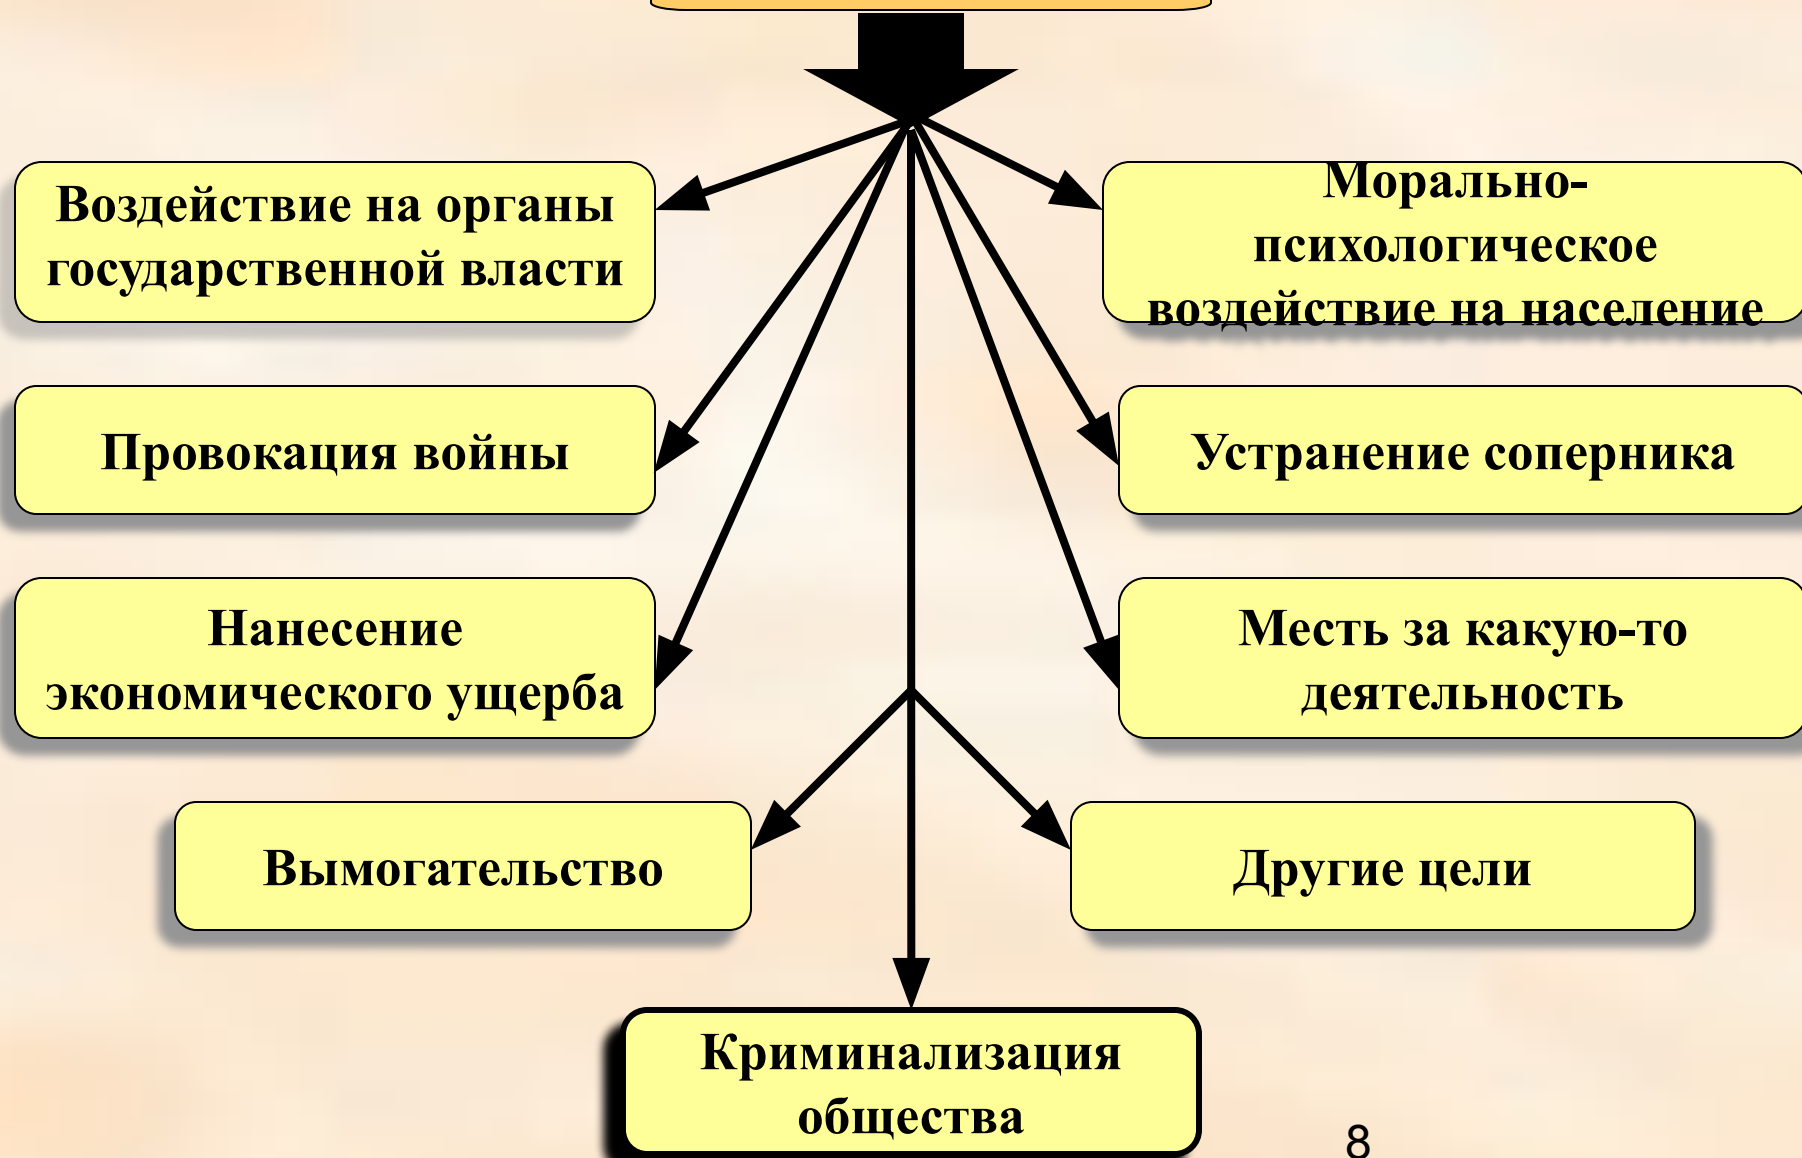 Воздействие на органы
государственной власти
Морально-
психологическое
воздействие на население
Провокация войны
Устранение соперника
Нанесение
экономического ущерба
Месть за какую-то
деятельность
Вымогательство
Другие цели
Криминализация
общества
8